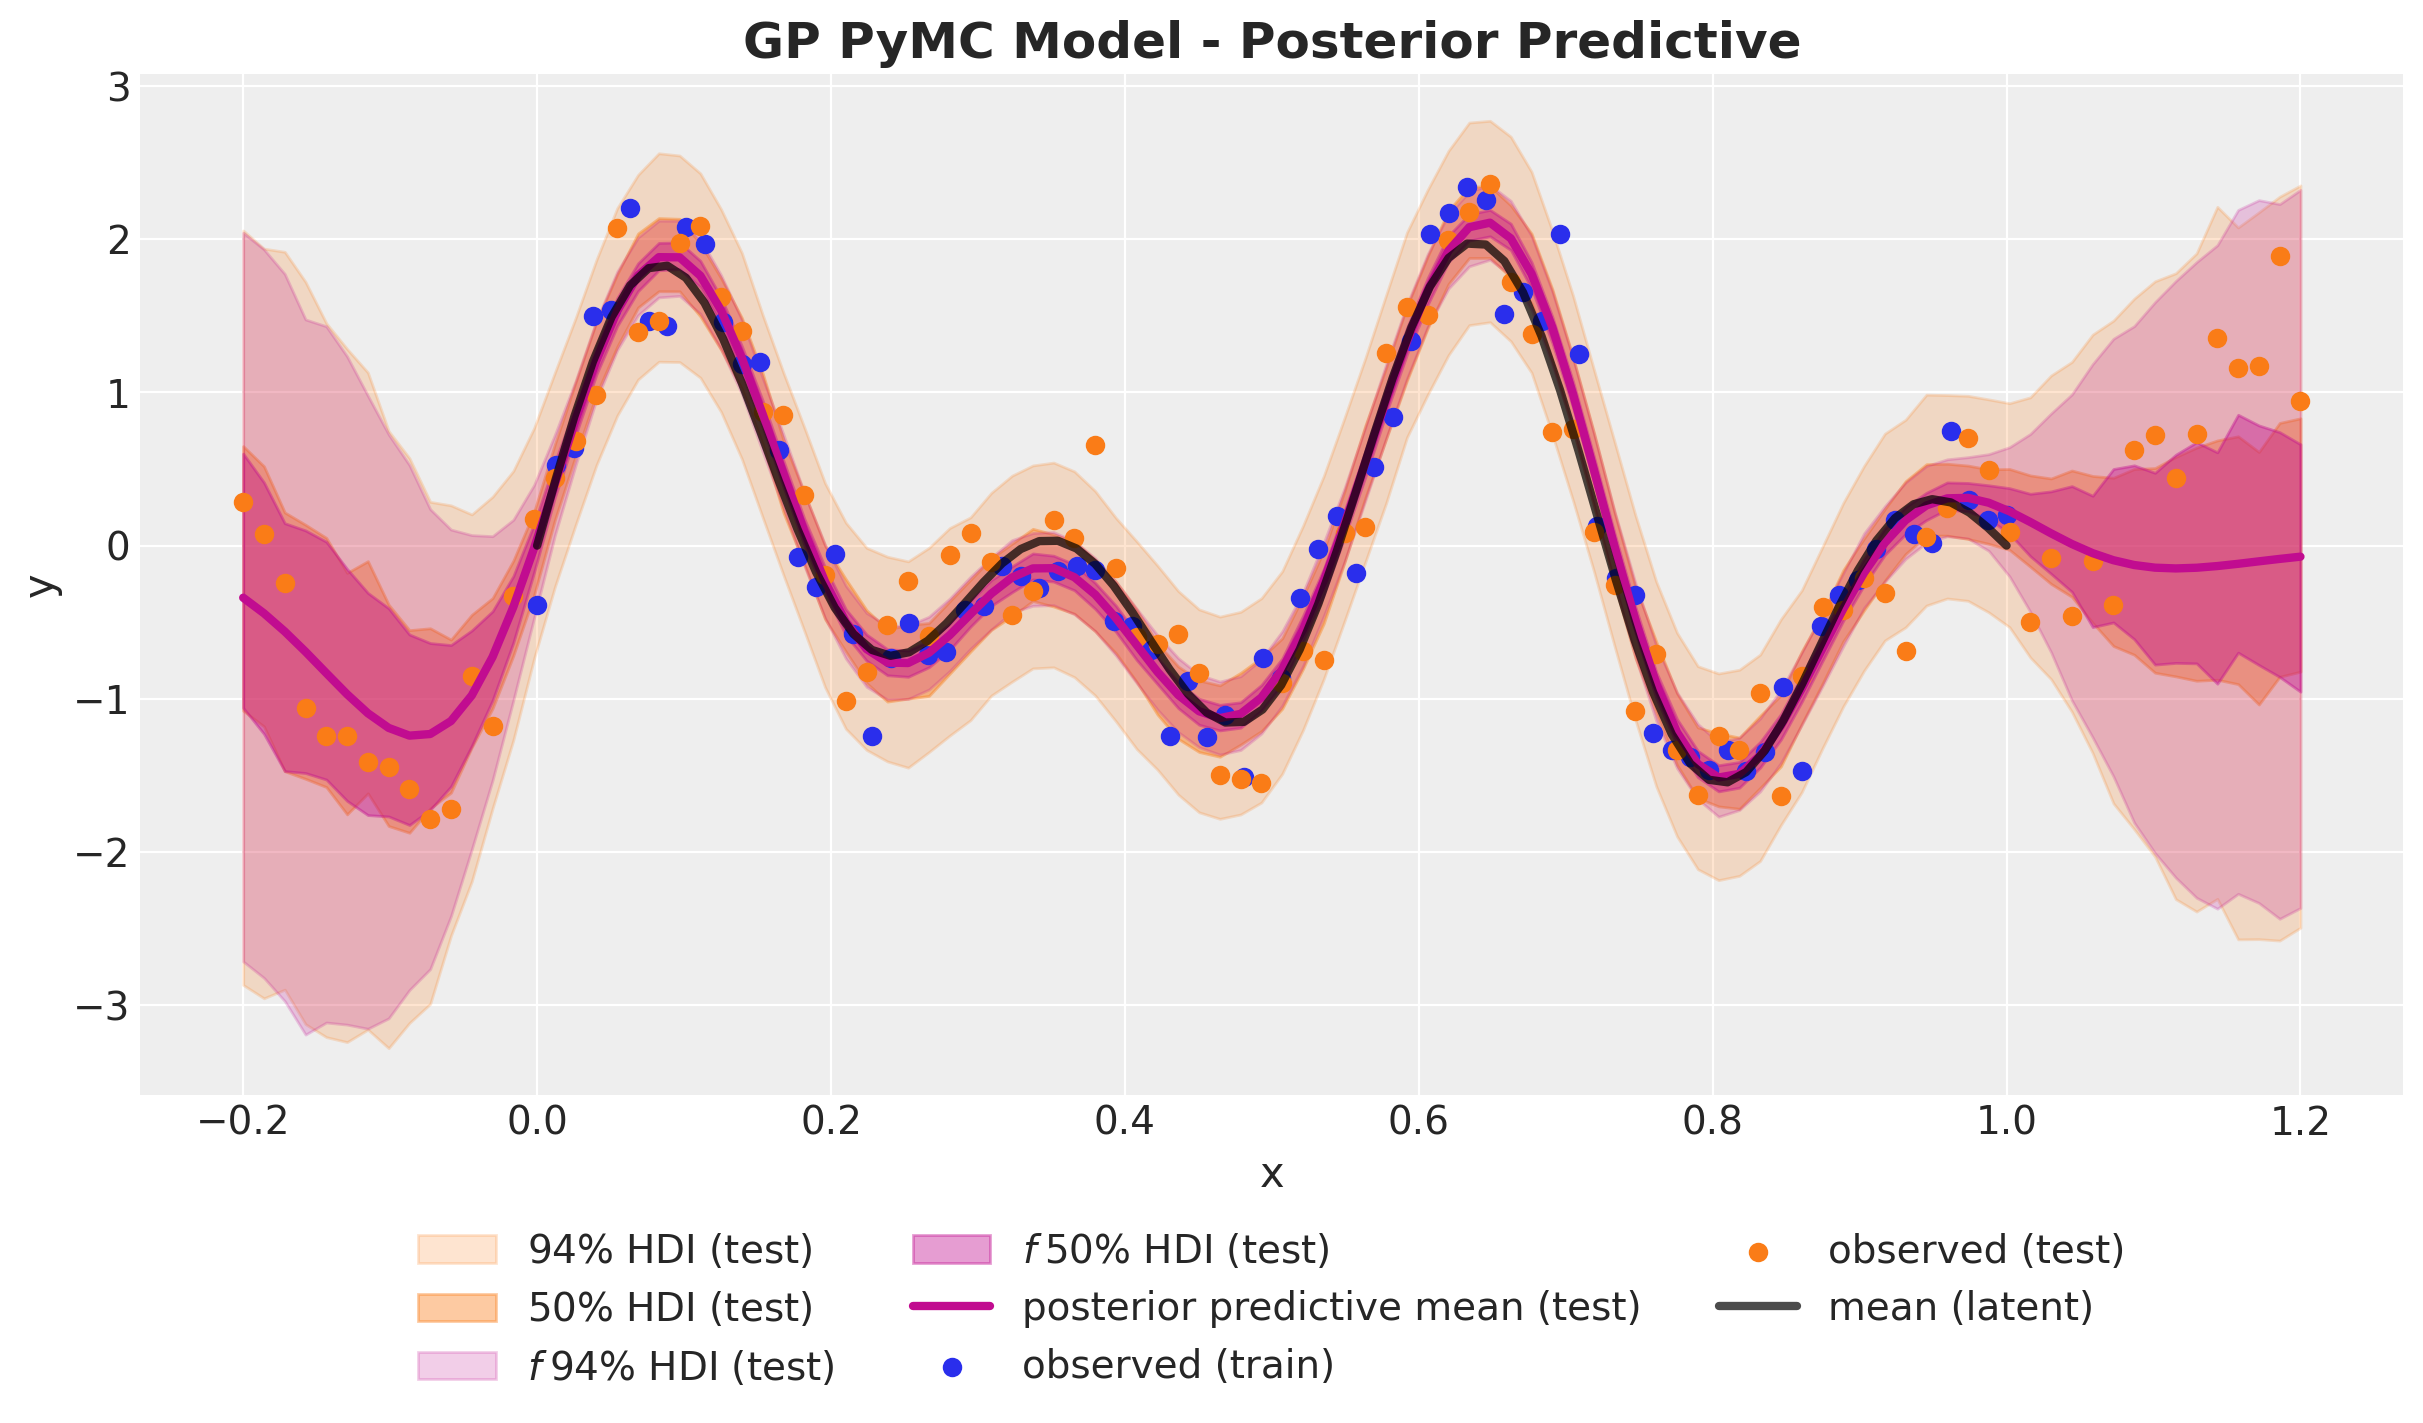 GP PyMC Model - Posterior Predictive
3
2
1
0
−1
−2
−3
y
−0.2 0.0 0.2 0.4 0.6 0.8 1.0 1.2
x
94% HDI (test)
50% HDI (test)
f 94% HDI (test)
f 50% HDI (test)
posterior predictive mean (test)
observed (train)
observed (test)
mean (latent)